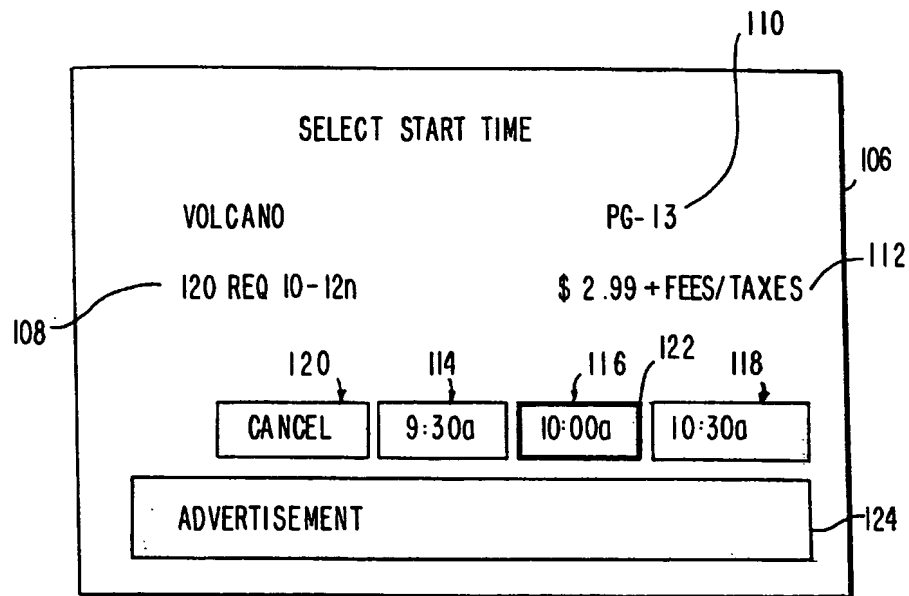 110
SELECT START TIME
106
VOLCANO PG-13
112
120 REQ 10-12n $ 2.99 + FEES/TAXES
108
120 114 116 122 118
CANCEL 9:30a 10:00a 10:30a
ADVERTISEMENT
124